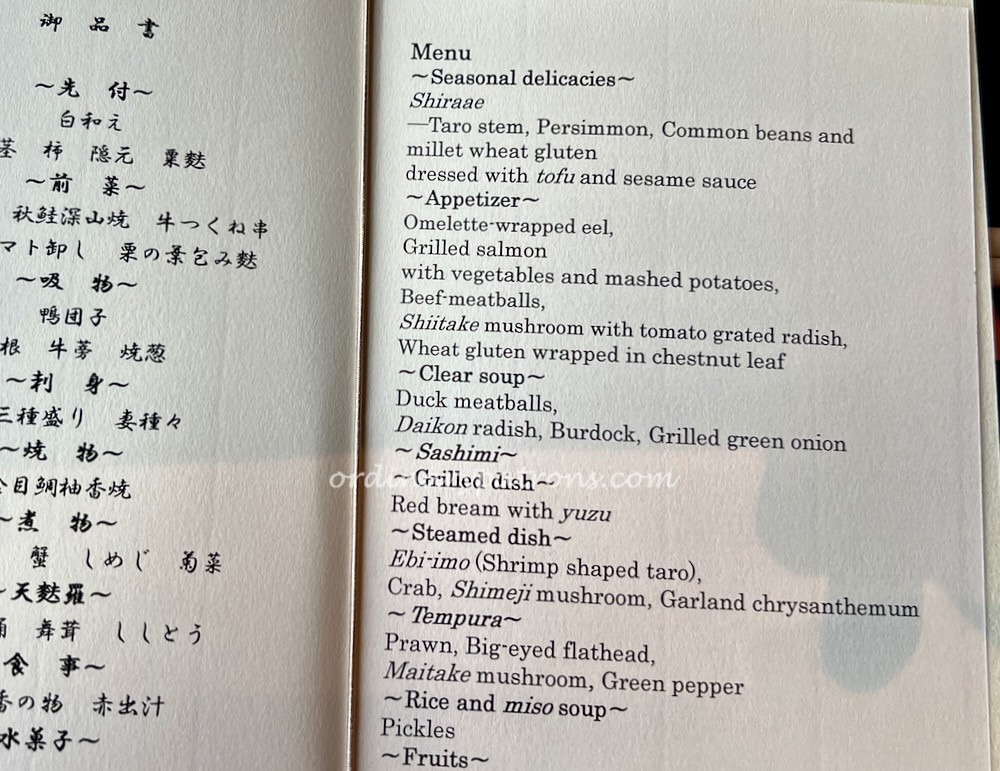 御 品 書
～先 付～
白和え
茎 柿 隠元 粟麩
～前 菜～
秋鮭深山焼 牛つくね串
マト卸し 栗の葉包み麩
～吸 物～
鴨団子
根 牛蒡 焼葱
～刺 身～
三種盛り 妻種々
～焼 物～
金目鯛柚香焼
～煮 物～
蟹 しめじ 菊菜
～天麩羅～
舞茸 ししとう
食 事～
香の物 赤出汁
水菓子～
Menu
～Seasonal delicacies～
Shiraae
—Taro stem, Persimmon, Common beans and
millet wheat gluten
dressed with tofu and sesame sauce
～Appetizer～
Omelette-wrapped eel,
Grilled salmon
with vegetables and mashed potatoes,
Beef-meatballs,
Shiitake mushroom with tomato grated radish,
Wheat gluten wrapped in chestnut leaf
～Clear soup～
Duck meatballs,
Daikon radish, Burdock, Grilled green onion
～Sashimi～
～Grilled dish～
Red bream with yuzu
～Steamed dish～
Ebi-imo (Shrimp shaped taro),
Crab, Shimeji mushroom, Garland chrysanthemum
～Tempura～
Prawn, Big-eyed flathead,
Maitake mushroom, Green pepper
～Rice and miso soup～
Pickles
～Fruits～